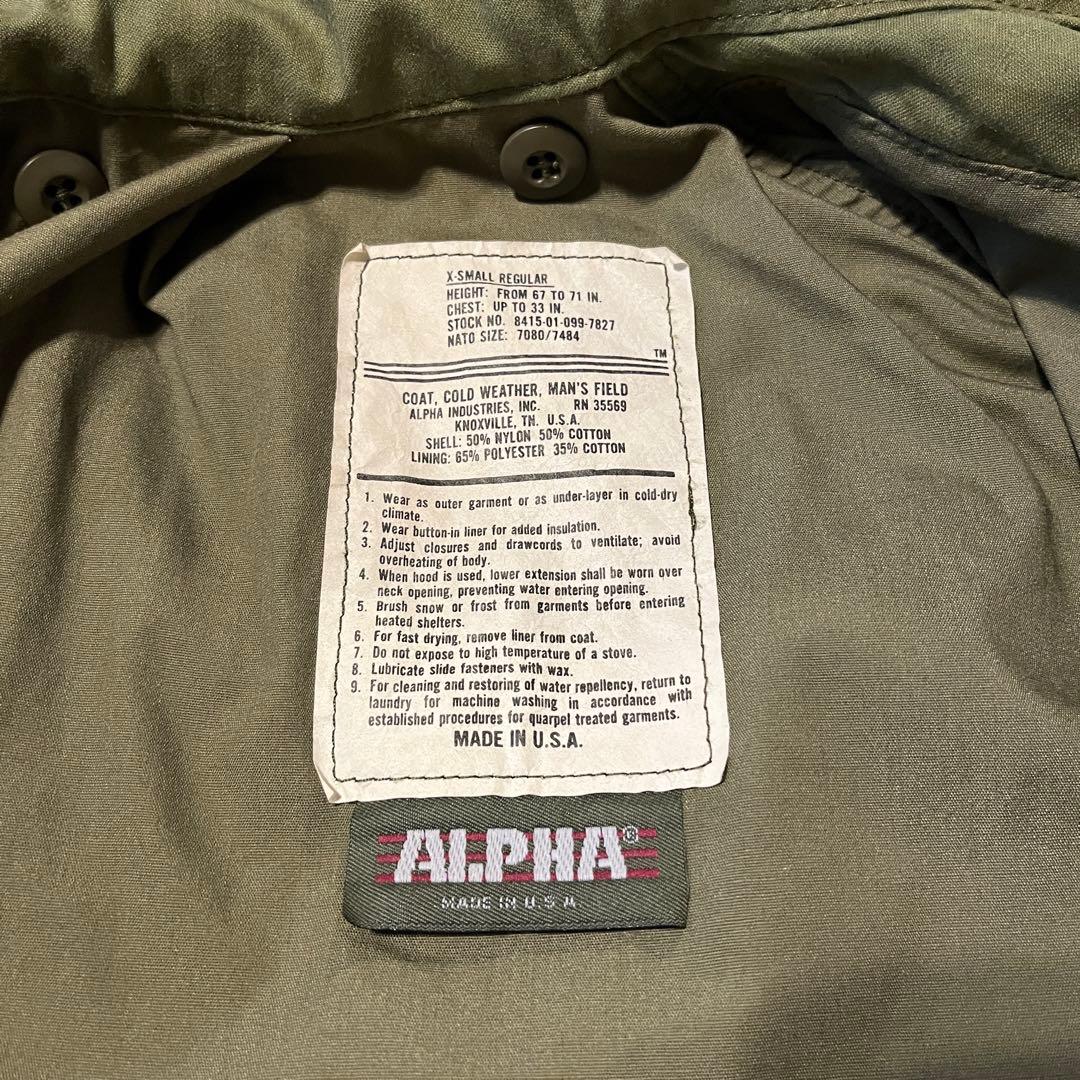 X-SMALL REGULAR
HEIGHT: FROM 67 TO 71 IN.
CHEST: UP TO 33 IN.
STOCK NO. 8415-01-099-7827
NATO SIZE: 7080/7484
TM
COAT, COLD WEATHER, MAN'S FIELD
ALPHA INDUSTRIES, INC. RN 35569
KNOXVILLE, TN. U.S.A.
SHELL: 50% NYLON 50% COTTON
LINING: 65% POLYESTER 35% COTTON
1. Wear as outer garment or as under-layer in cold-dry
climate.
2. Wear button-in liner for added insulation.
3. Adjust closures and drawcords to ventilate; avoid
overheating of body.
4. When hood is used, lower extension shall be worn over
neck opening, preventing water entering opening.
5. Brush snow or frost from garments before entering
heated shelters.
6. For fast drying, remove liner from coat.
7. Do not expose to high temperature of a stove.
8. Lubricate slide fasteners with wax.
9. For cleaning and restoring of water repellency, return to
laundry for machine washing in accordance with
established procedures for quarpel treated garments.
MADE IN U.S.A.
ALPHA®
MADE IN U.S.A